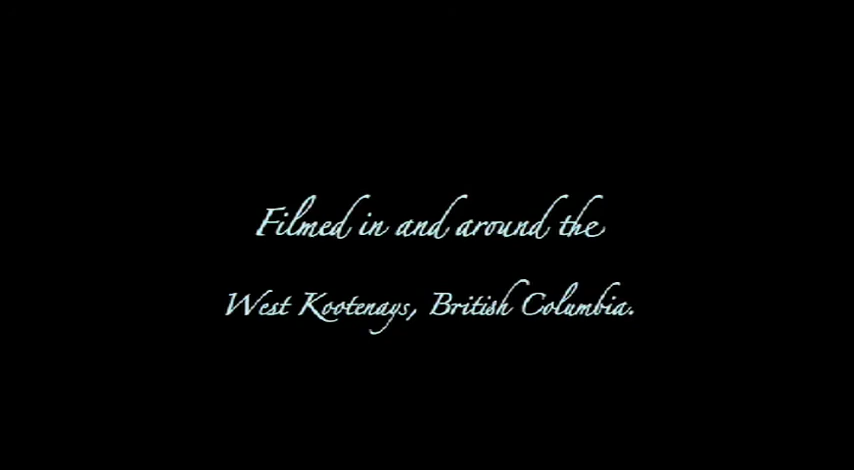 Filmed in and around the
West Kootenays, British Columbia.